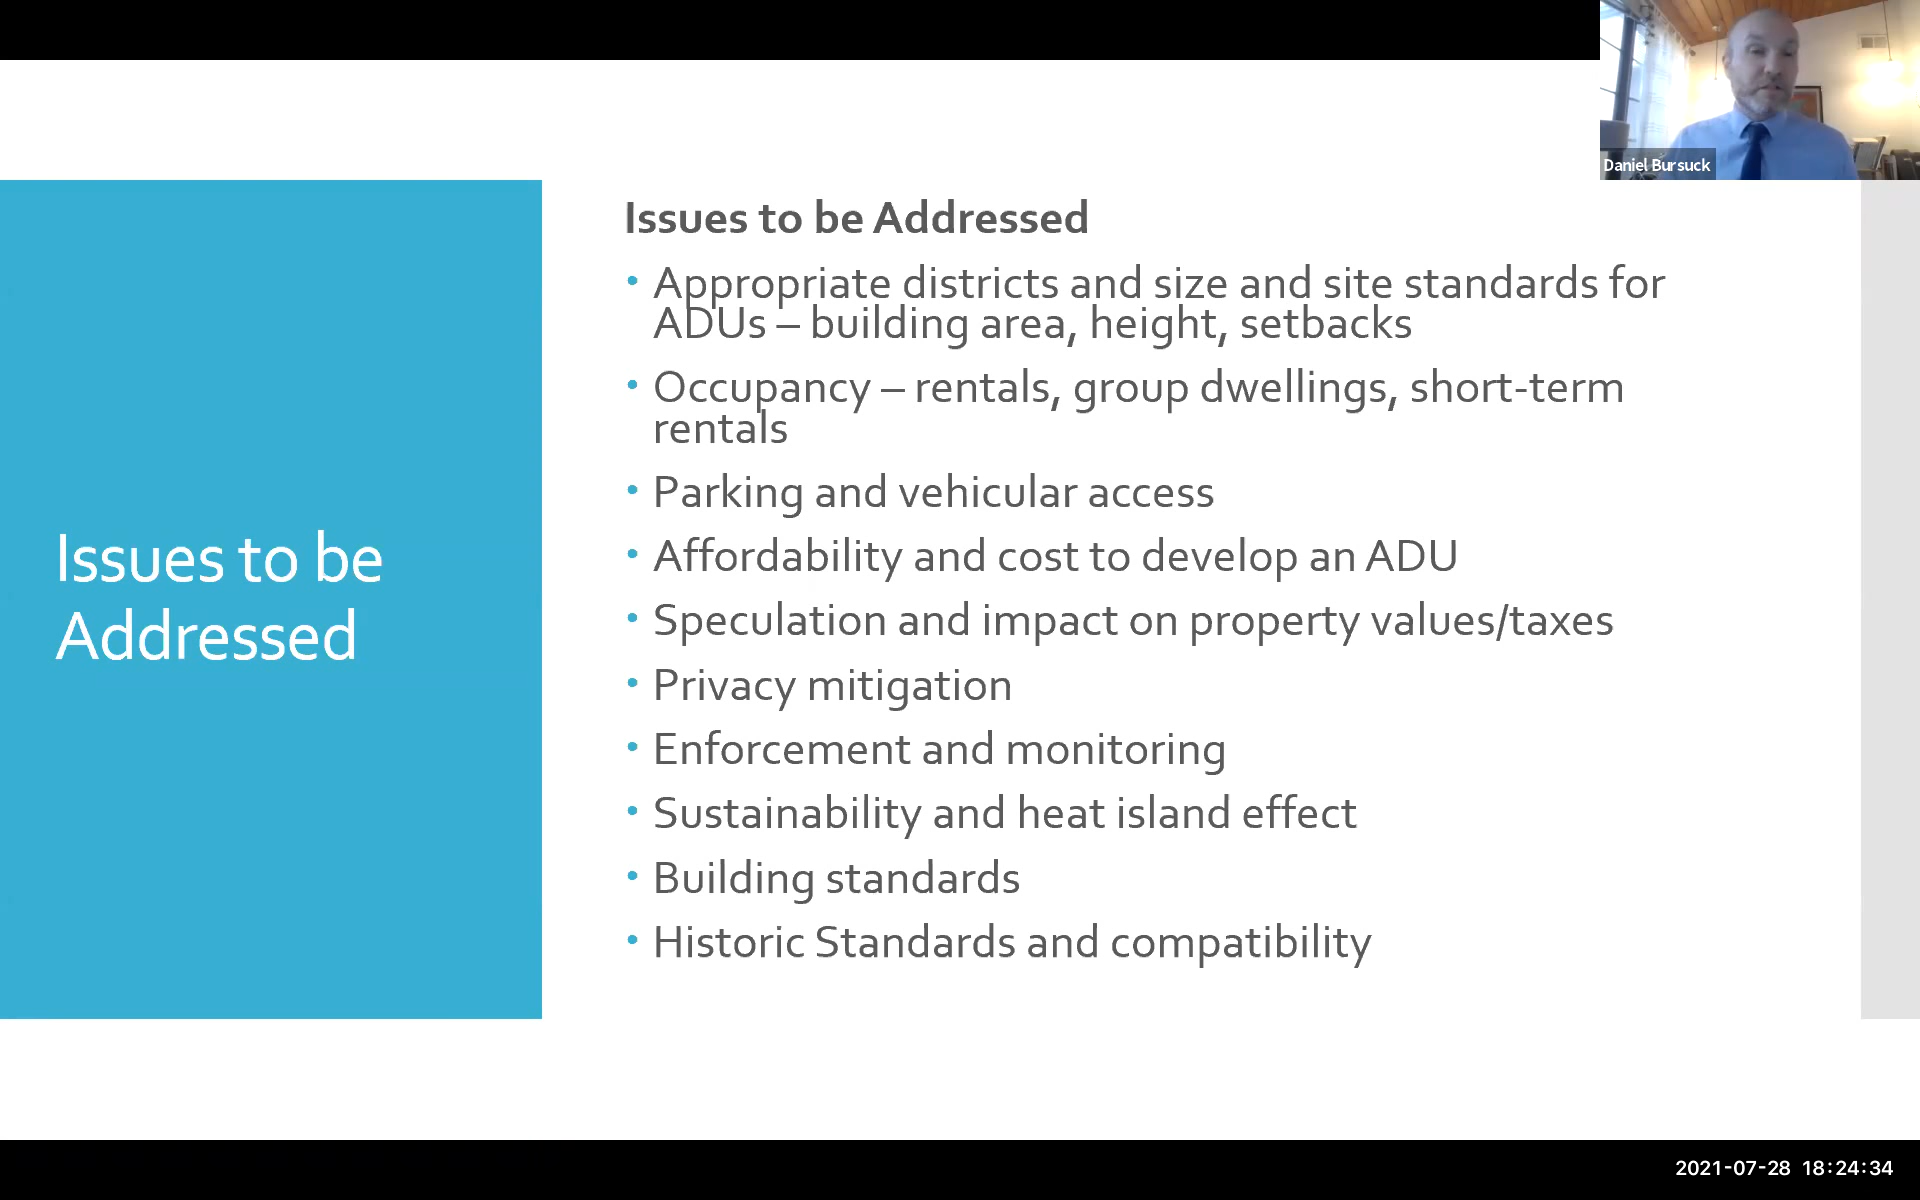 Daniel Bursuck
Issues to be
Addressed
Issues to be Addressed
• Appropriate districts and size and site standards for
ADUs – building area, height, setbacks
• Occupancy – rentals, group dwellings, short-term
rentals
• Parking and vehicular access
• Affordability and cost to develop an ADU
• Speculation and impact on property values/taxes
• Privacy mitigation
• Enforcement and monitoring
• Sustainability and heat island effect
• Building standards
• Historic Standards and compatibility
2021-07-28 18:24:34